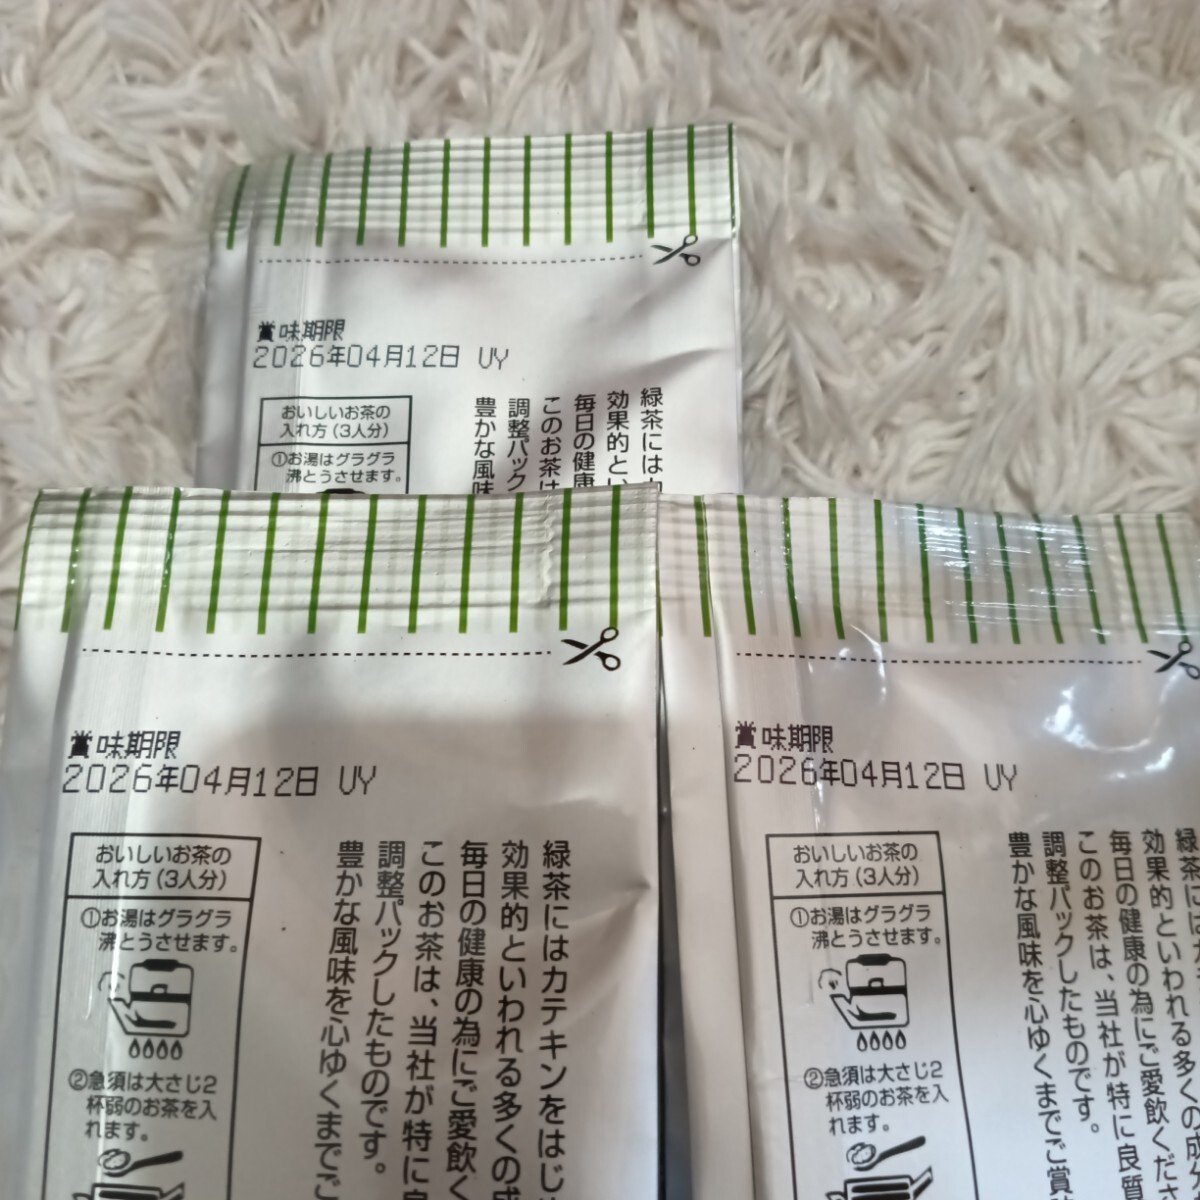 賞味期限
2026年04月12日 UY
おいしいお茶の
入れ方(3人分)
①お湯はグラグラ
沸とうさせます。
緑茶には
効果的とい
毎日の健康
このお茶は
調整パック
豊かな風味
賞味期限
2026年04月12日 UY
おいしいお茶の
入れ方(3人分)
①お湯はグラグラ
沸とうさせます。
②急須は大さじ2
杯弱のお茶を入
れます。
緑茶にはカテキンをはじ
効果的といわれる多くの成
毎日の健康の為にご愛飲く
このお茶は、当社が特に良
調整パックしたものです。
豊かな風味を心ゆくまでご
賞味期限
2026年04月12日 UY
おいしいお茶の
入れ方(3人分)
①お湯はグラグラ
沸とうさせます。
②急須は大さじ2
杯弱のお茶を入
れます。
緑茶には
効果的といわれる多くの成
毎日の健康の為にご愛飲くださ
このお茶は、当社が特に良質
調整パックしたものです。
豊かな風味を心ゆくまでご賞